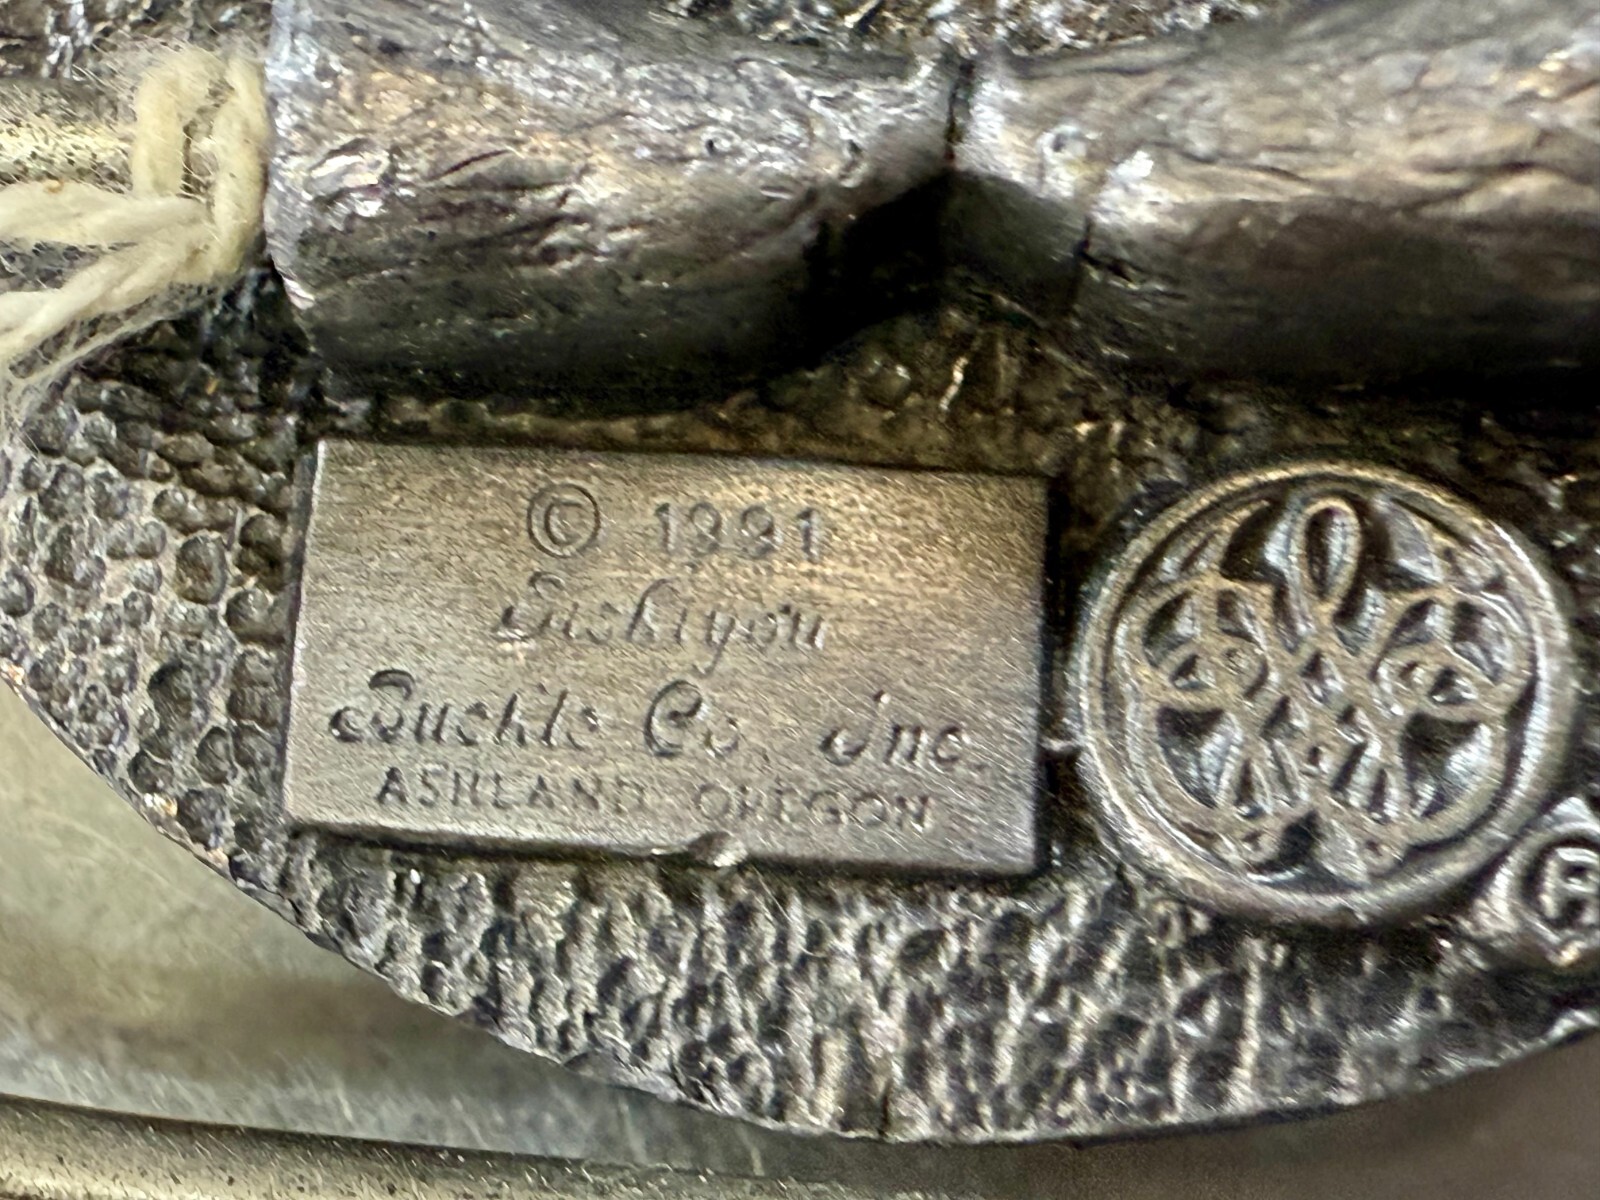 © 1991
Siskiyou
Buckle Co. Inc.
ASHLAND OREGON